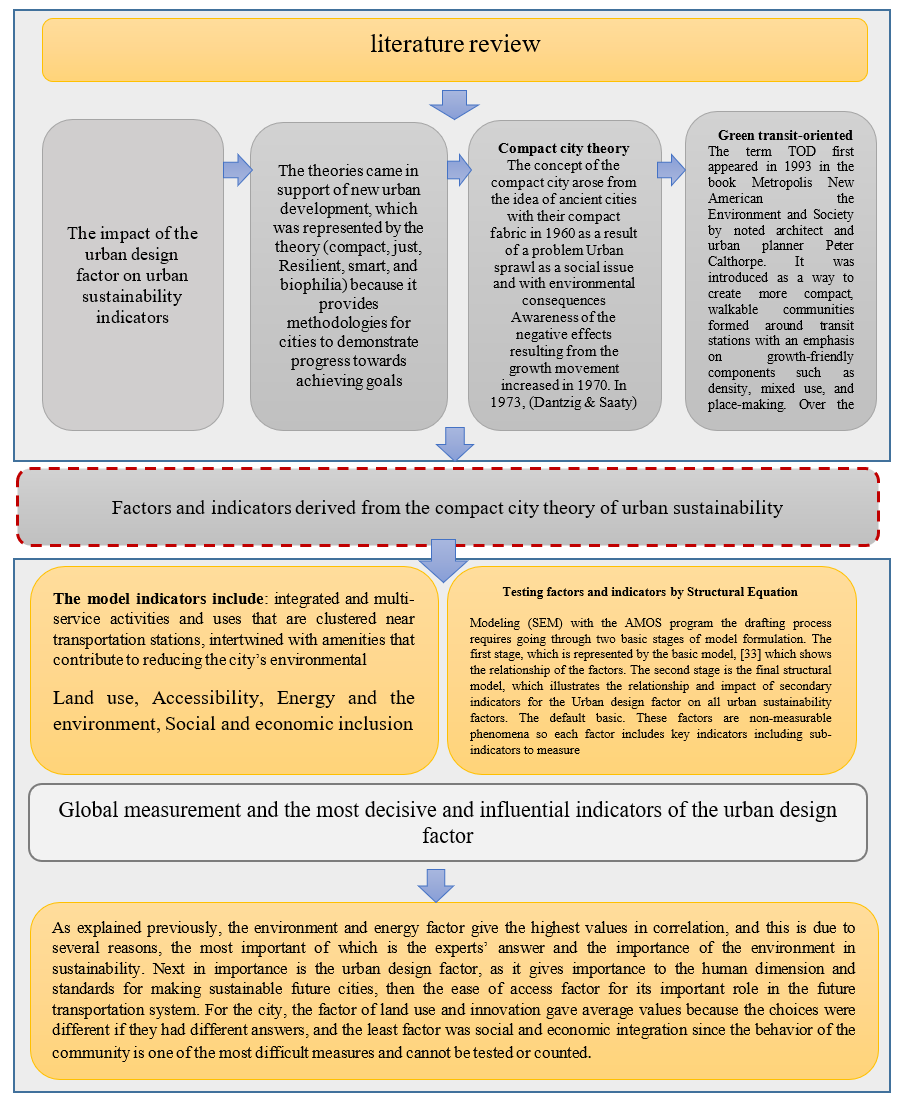 literature review
The impact of the
urban design
factor on urban
sustainability
indicators
The theories came in
support of new urban
development, which
was represented by the
theory (compact, just,
Resilient, smart, and
biophilia) because it
provides
methodologies for
cities to demonstrate
progress towards
achieving goals
Compact city theory
The concept of the
compact city arose from
the idea of ancient cities
with their compact
fabric in 1960 as a result
of a problem Urban
sprawl as a social issue
and with environmental
consequences
Awareness of the
negative effects
resulting from the
growth movement
increased in 1970. In
1973, (Dantzig & Saaty)
Green transit-oriented
The term TOD first
appeared in 1993 in the
book Metropolis New
American the
Environment and Society
by noted architect and
urban planner Peter
Calthorpe. It was
introduced as a way to
create more compact,
walkable communities
formed around transit
stations with an emphasis
on growth-friendly
components such as
density, mixed use, and
place-making. Over the
Factors and indicators derived from the compact city theory of urban sustainability
The model indicators include: integrated and multi-
service activities and uses that are clustered near
transportation stations, intertwined with amenities that
contribute to reducing the city’s environmental
Land use, Accessibility, Energy and the
environment, Social and economic inclusion
Testing factors and indicators by Structural Equation
Modeling (SEM) with the AMOS program the drafting process
requires going through two basic stages of model formulation. The
first stage, which is represented by the basic model, [33] which shows
the relationship of the factors. The second stage is the final structural
model, which illustrates the relationship and impact of secondary
indicators for the Urban design factor on all urban sustainability
factors. The default basic. These factors are non-measurable
phenomena so each factor includes key indicators including sub-
indicators to measure
Global measurement and the most decisive and influential indicators of the urban design
factor
As explained previously, the environment and energy factor give the highest values in correlation, and this is due to
several reasons, the most important of which is the experts’ answer and the importance of the environment in
sustainability. Next in importance is the urban design factor, as it gives importance to the human dimension and
standards for making sustainable future cities, then the ease of access factor for its important role in the future
transportation system. For the city, the factor of land use and innovation gave average values because the choices were
different if they had different answers, and the least factor was social and economic integration since the behavior of the
community is one of the most difficult measures and cannot be tested or counted.